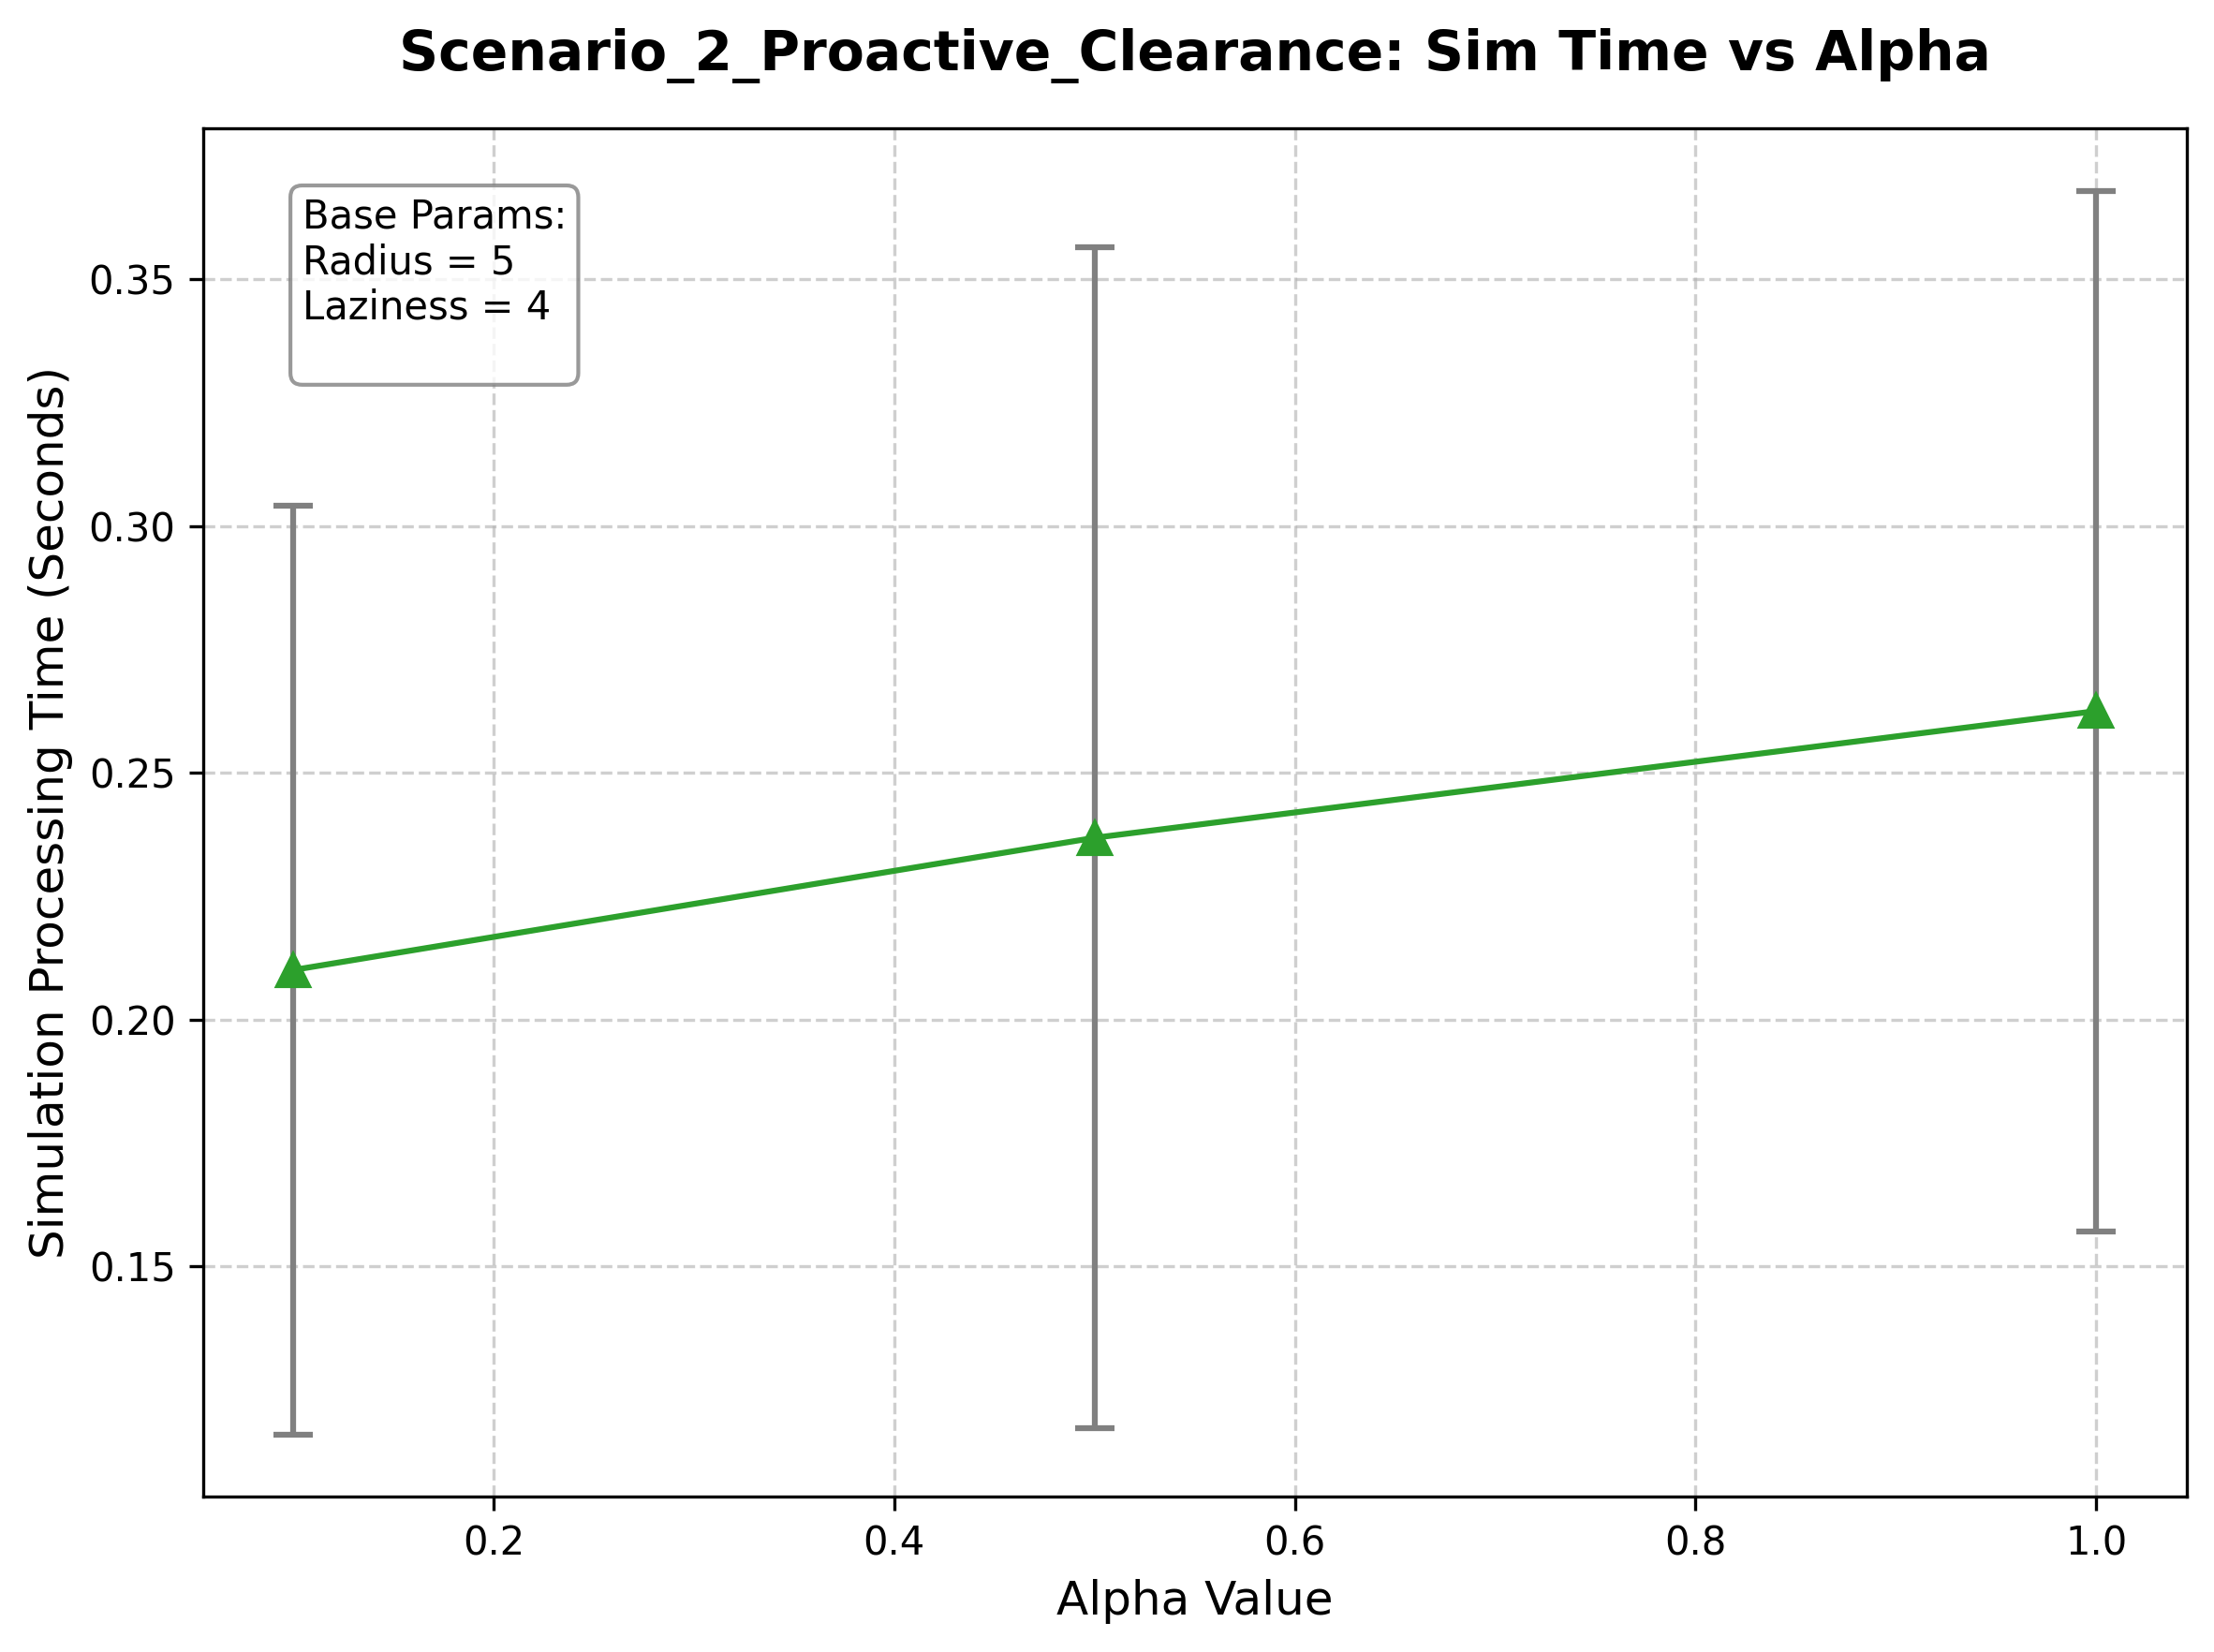 Scenario_2_Proactive_Clearance: Sim Time vs Alpha
Base Params:
Radius = 5
Laziness = 4
Simulation Processing Time (Seconds)
0.35
0.30
0.25
0.20
0.15
0.2
0.4
0.6
0.8
1.0
Alpha Value